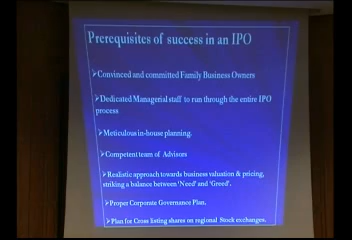 Prerequisites of success in an IPO
➢Convinced and committed Family Business Owners
➢Dedicated Managerial staff to run through the entire IPO
process
➢Meticulous in-house planning.
➢Competent team of Advisors
➢Realistic approach towards business valuation & pricing,
striking a balance between 'Need' and 'Greed'.
➢Proper Corporate Governance Plan.
➢Plan for Cross listing shares on regional Stock exchanges.